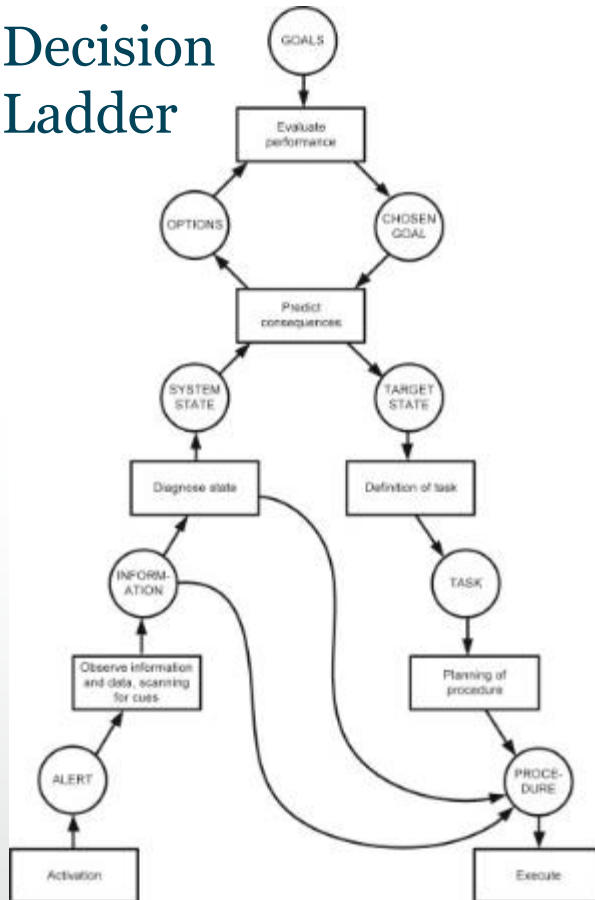 Decision
Ladder
GOALS
Evaluate
performance
OPTIONS
CHOSEN
GOAL
Predict
consequences
SYSTEM
STATE
TARGET
STATE
Diagnose state
Definition of task
INFORM-
ATION
TASK
Observe information
and data, scanning
for cues
Planning of
procedure
ALERT
PROCE-
DURE
Activation
Execute